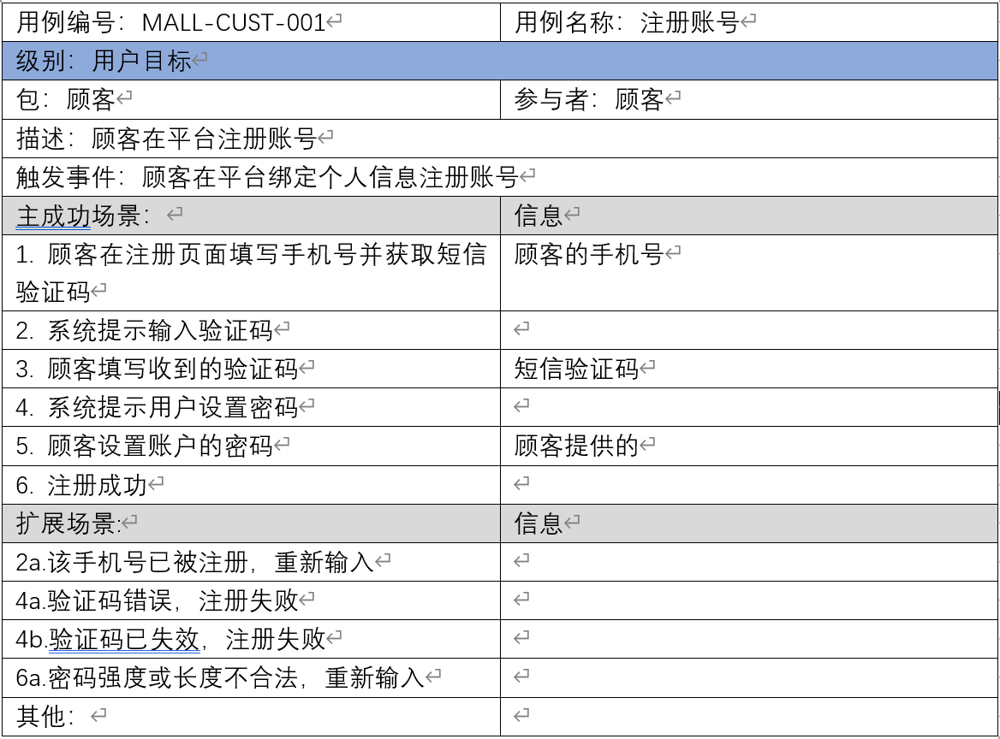 用例编号：MALL-CUST-001
用例名称：注册账号
级别：用户目标
包：顾客
参与者：顾客
描述：顾客在平台注册账号
触发事件：顾客在平台绑定个人信息注册账号
主成功场景：
信息
1. 顾客在注册页面填写手机号并获取短信
验证码
顾客的手机号
2. 系统提示输入验证码
3. 顾客填写收到的验证码
短信验证码
4. 系统提示用户设置密码
5. 顾客设置账户的密码
顾客提供的
6. 注册成功
扩展场景:
信息
2a.该手机号已被注册，重新输入
4a.验证码错误，注册失败
4b.验证码已失效，注册失败
6a.密码强度或长度不合法，重新输入
其他：